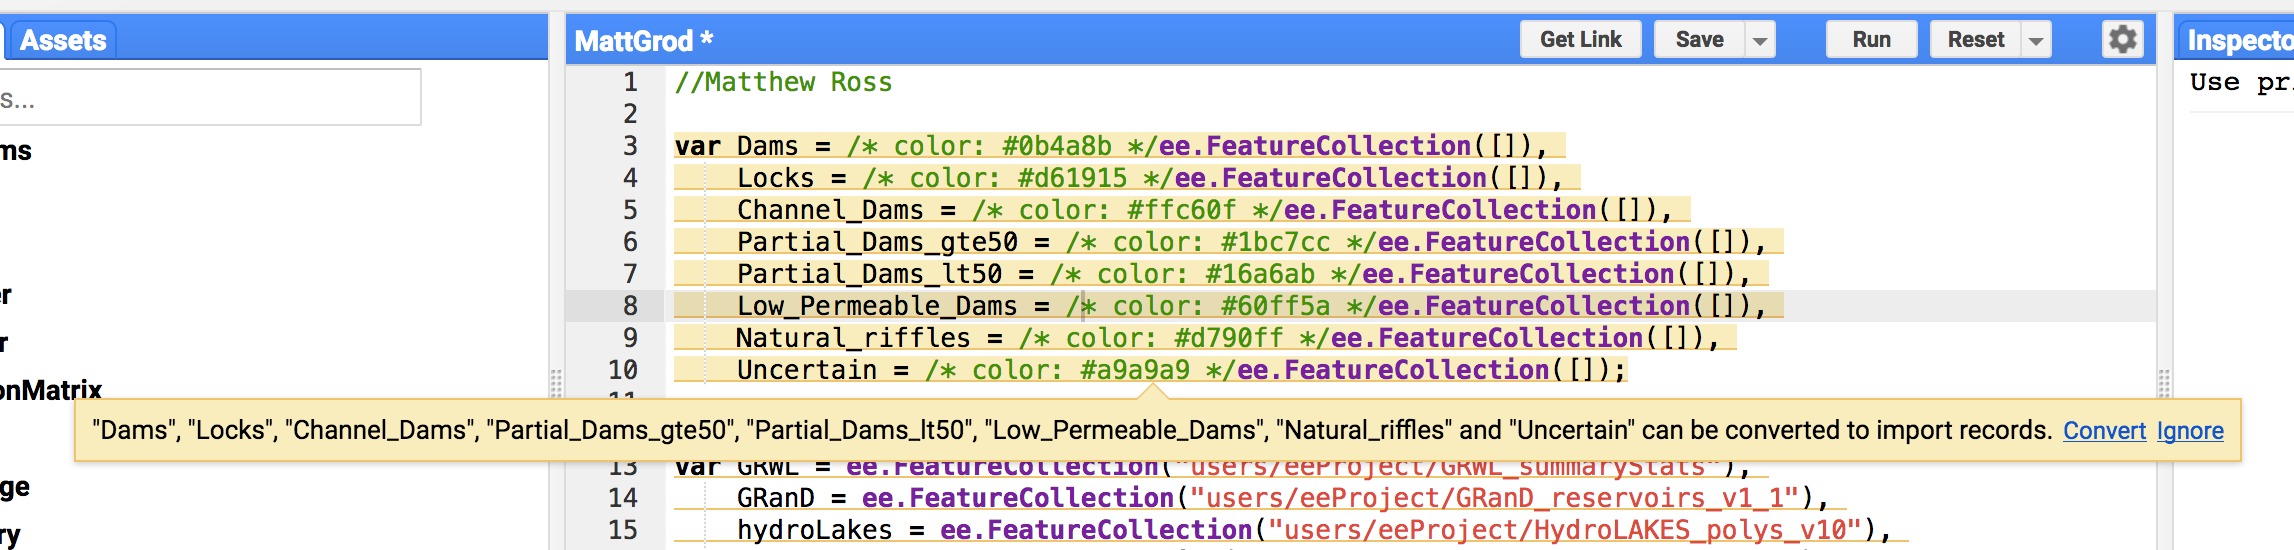 Assets
MattGrod *
Get Link
Save
Run
Reset
Inspecto
s...
Use pr
ms
r
r
onMatrix
ge
ry
1 //Matthew Ross
2
3 var Dams = /* color: #0b4a8b */ee.FeatureCollection([]),
4 Locks = /* color: #d61915 */ee.FeatureCollection([]),
5 Channel_Dams = /* color: #ffc60f */ee.FeatureCollection([]),
6 Partial_Dams_gte50 = /* color: #1bc7cc */ee.FeatureCollection([]),
7 Partial_Dams_lt50 = /* color: #16a6ab */ee.FeatureCollection([]),
8 Low_Permeable_Dams = /* color: #60ff5a */ee.FeatureCollection([]),
9 Natural_riffles = /* color: #d790ff */ee.FeatureCollection([]),
10 Uncertain = /* color: #a9a9a9 */ee.FeatureCollection([]);
11
"Dams", "Locks", "Channel_Dams", "Partial_Dams_gte50", "Partial_Dams_lt50", "Low_Permeable_Dams", "Natural_riffles" and "Uncertain" can be converted to import records. Convert Ignore
13 var GRWL = ee.FeatureCollection("users/eeProject/GRWL_summaryStats"),
14 GRanD = ee.FeatureCollection("users/eeProject/GRanD_reservoirs_v1_1"),
15 hydroLakes = ee.FeatureCollection("users/eeProject/HydroLAKES_polys_v10"),